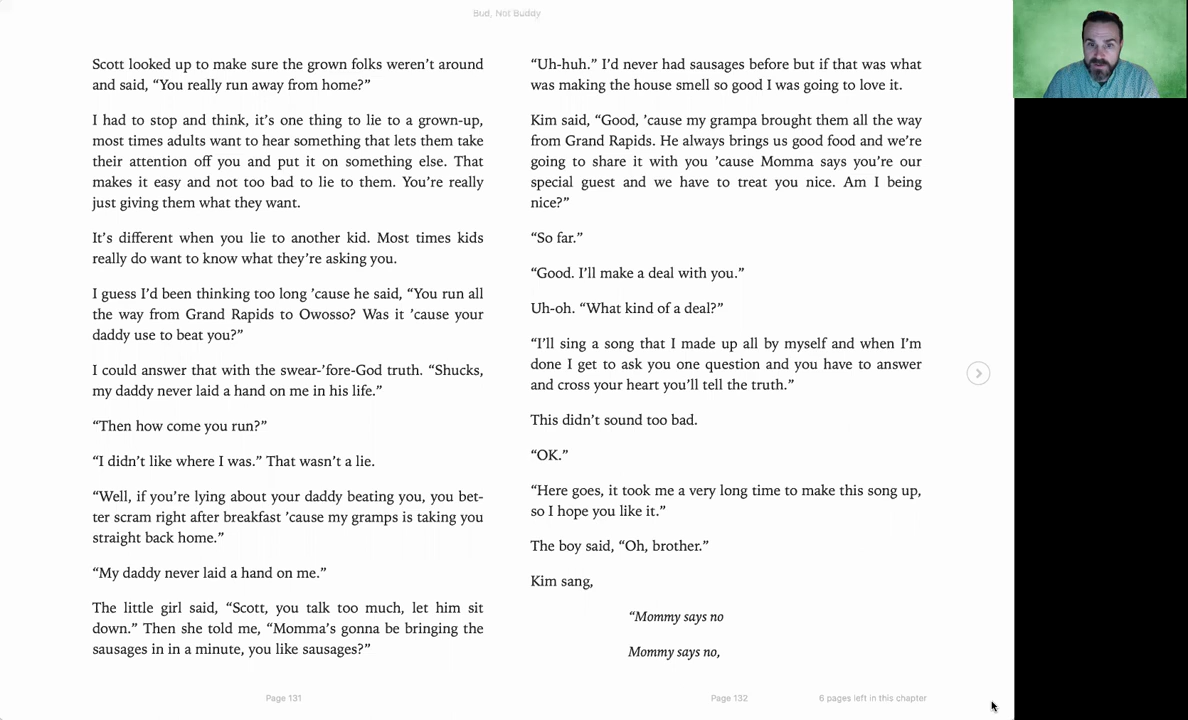 Bud, Not Buddy
Scott looked up to make sure the grown folks weren’t around
and said, “You really run away from home?”
I had to stop and think, it’s one thing to lie to a grown-up,
most times adults want to hear something that lets them take
their attention off you and put it on something else. That
makes it easy and not too bad to lie to them. You’re really
just giving them what they want.
It’s different when you lie to another kid. Most times kids
really do want to know what they’re asking you.
I guess I’d been thinking too long ’cause he said, “You run all
the way from Grand Rapids to Owosso? Was it ’cause your
daddy use to beat you?”
I could answer that with the swear-’fore-God truth. “Shucks,
my daddy never laid a hand on me in his life.”
“Then how come you run?”
“I didn’t like where I was.” That wasn’t a lie.
“Well, if you’re lying about your daddy beating you, you bet-
ter scram right after breakfast ’cause my gramps is taking you
straight back home.”
“My daddy never laid a hand on me.”
The little girl said, “Scott, you talk too much, let him sit
down.” Then she told me, “Momma’s gonna be bringing the
sausages in in a minute, you like sausages?”
Page 131
“Uh-huh.” I’d never had sausages before but if that was what
was making the house smell so good I was going to love it.
Kim said, “Good, ’cause my grampa brought them all the way
from Grand Rapids. He always brings us good food and we’re
going to share it with you ’cause Momma says you’re our
special guest and we have to treat you nice. Am I being
nice?”
“So far.”
“Good. I’ll make a deal with you.”
Uh-oh. “What kind of a deal?”
“I’ll sing a song that I made up all by myself and when I’m
done I get to ask you one question and you have to answer
and cross your heart you’ll tell the truth.”
This didn’t sound too bad.
“OK.”
“Here goes, it took me a very long time to make this song up,
so I hope you like it.”
The boy said, “Oh, brother.”
Kim sang,
“Mommy says no
Mommy says no,
Page 132
6 pages left in this chapter